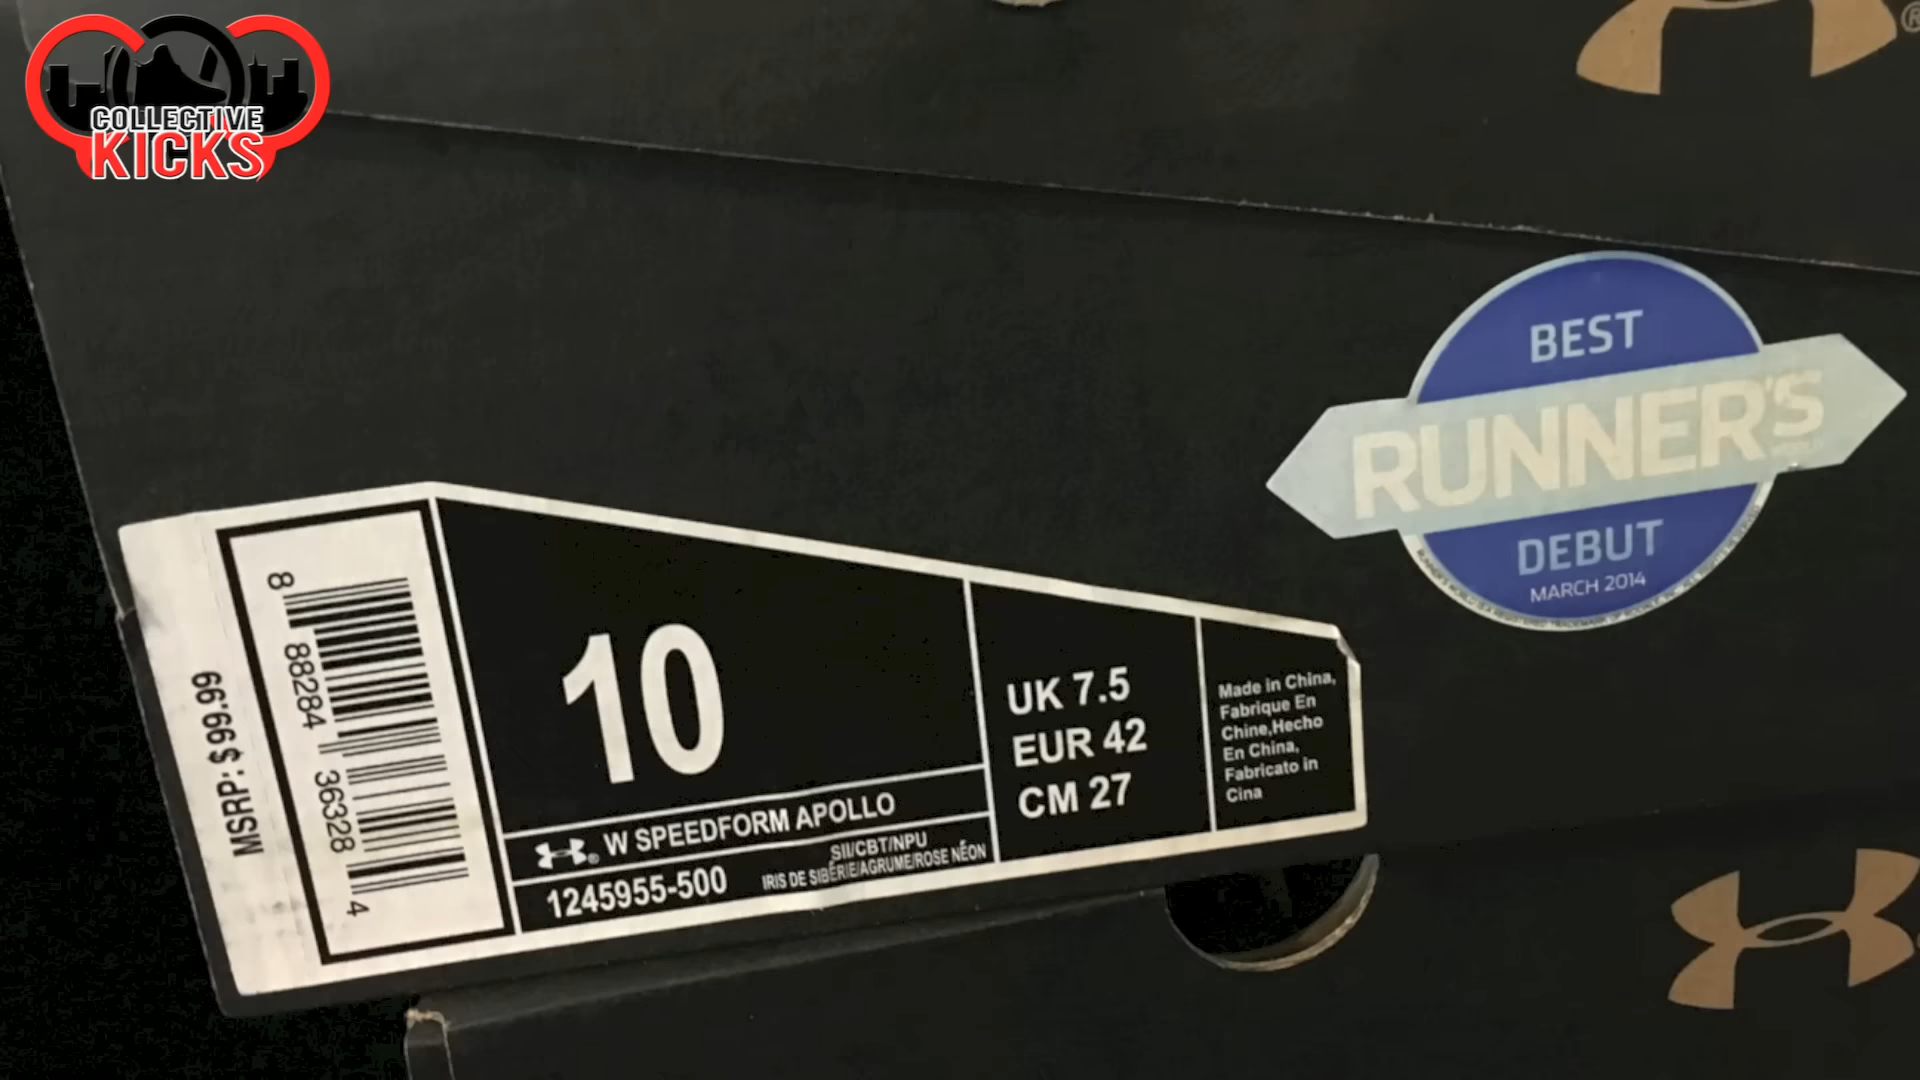 COLLECTIVE
KICKS
®
BEST
RUNNER'S
DEBUT
MARCH 2014
MSRP: $ 99.99
8 88284 36328 4
10
UK 7.5
EUR 42
CM 27
Made in China,
Fabrique En
Chine,Hecho
En China,
Fabricato in
Cina
® W SPEEDFORM APOLLO
1245955-500
SII/CBT/NPU
IRIS DE SIBÉRIE/AGRUME/ROSE NÉON